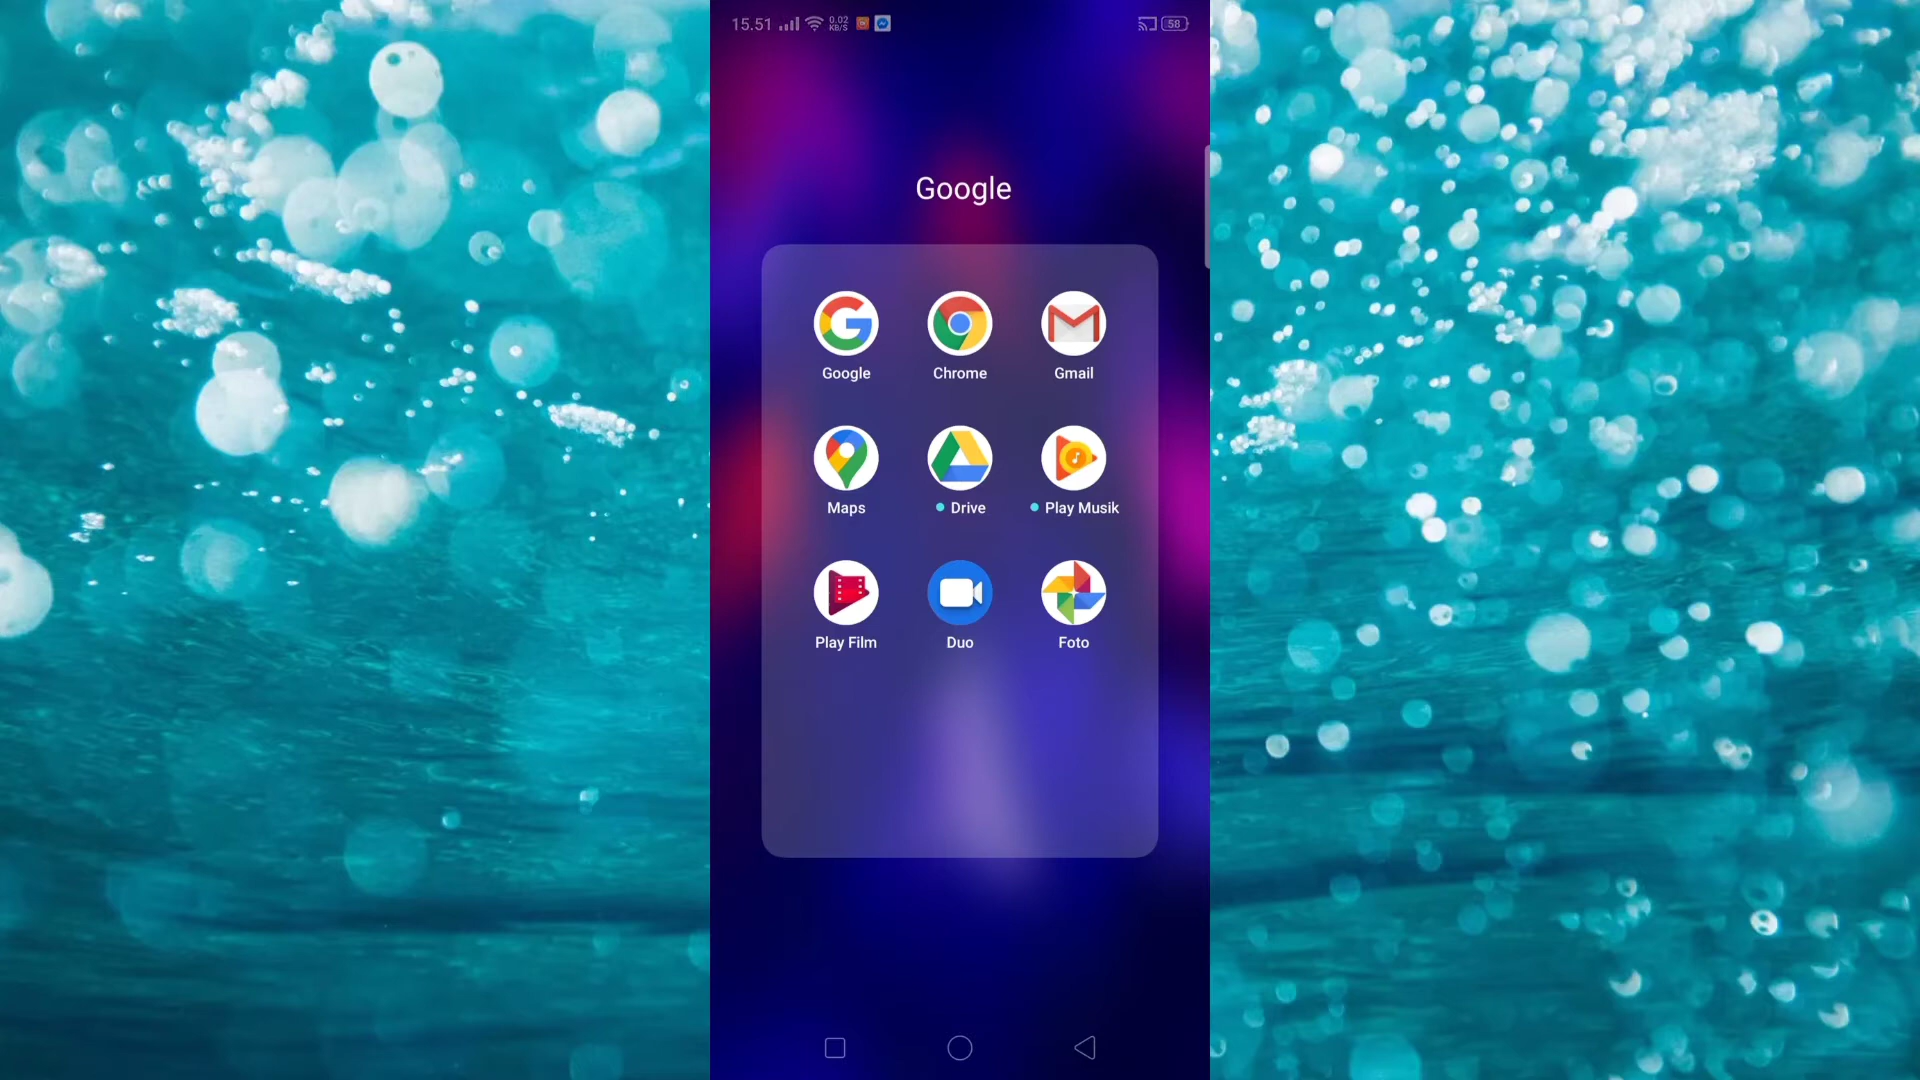 15.51 0.02 KB/S 58
Google
Google Chrome Gmail
Maps Drive Play Musik
Play Film Duo Foto